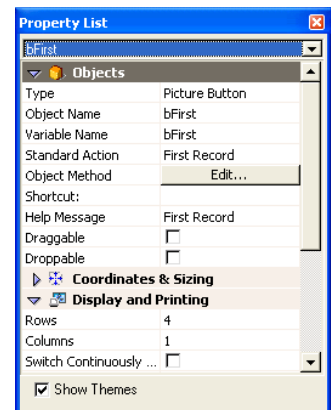 Property List
bFirst
Objects
Type Picture Button
Object Name bFirst
Variable Name bFirst
Standard Action First Record
Object Method Edit...
Shortcut:
Help Message First Record
Draggable
Droppable
Coordinates & Sizing
Display and Printing
Rows 4
Columns 1
Switch Continuously ...
Show Themes